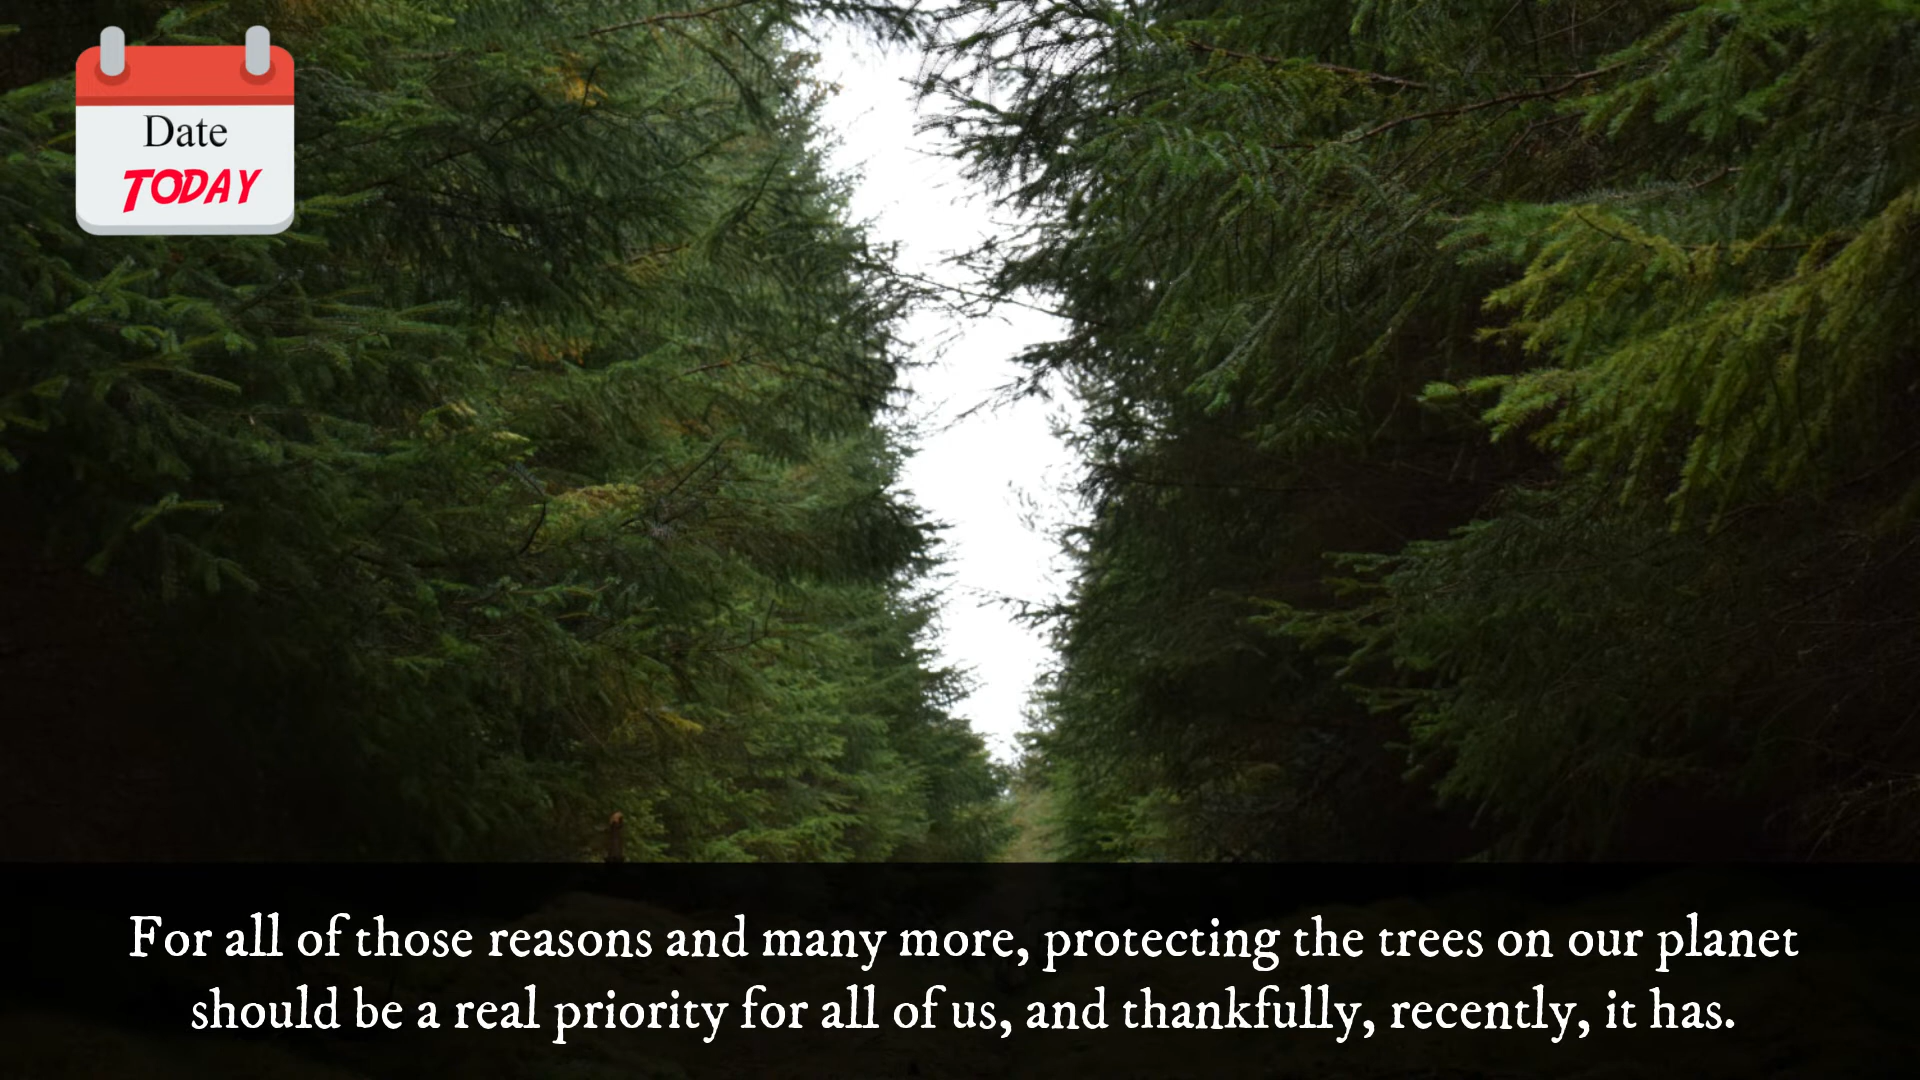 Date
TODAY
For all of those reasons and many more, protecting the trees on our planet
should be a real priority for all of us, and thankfully, recently, it has.